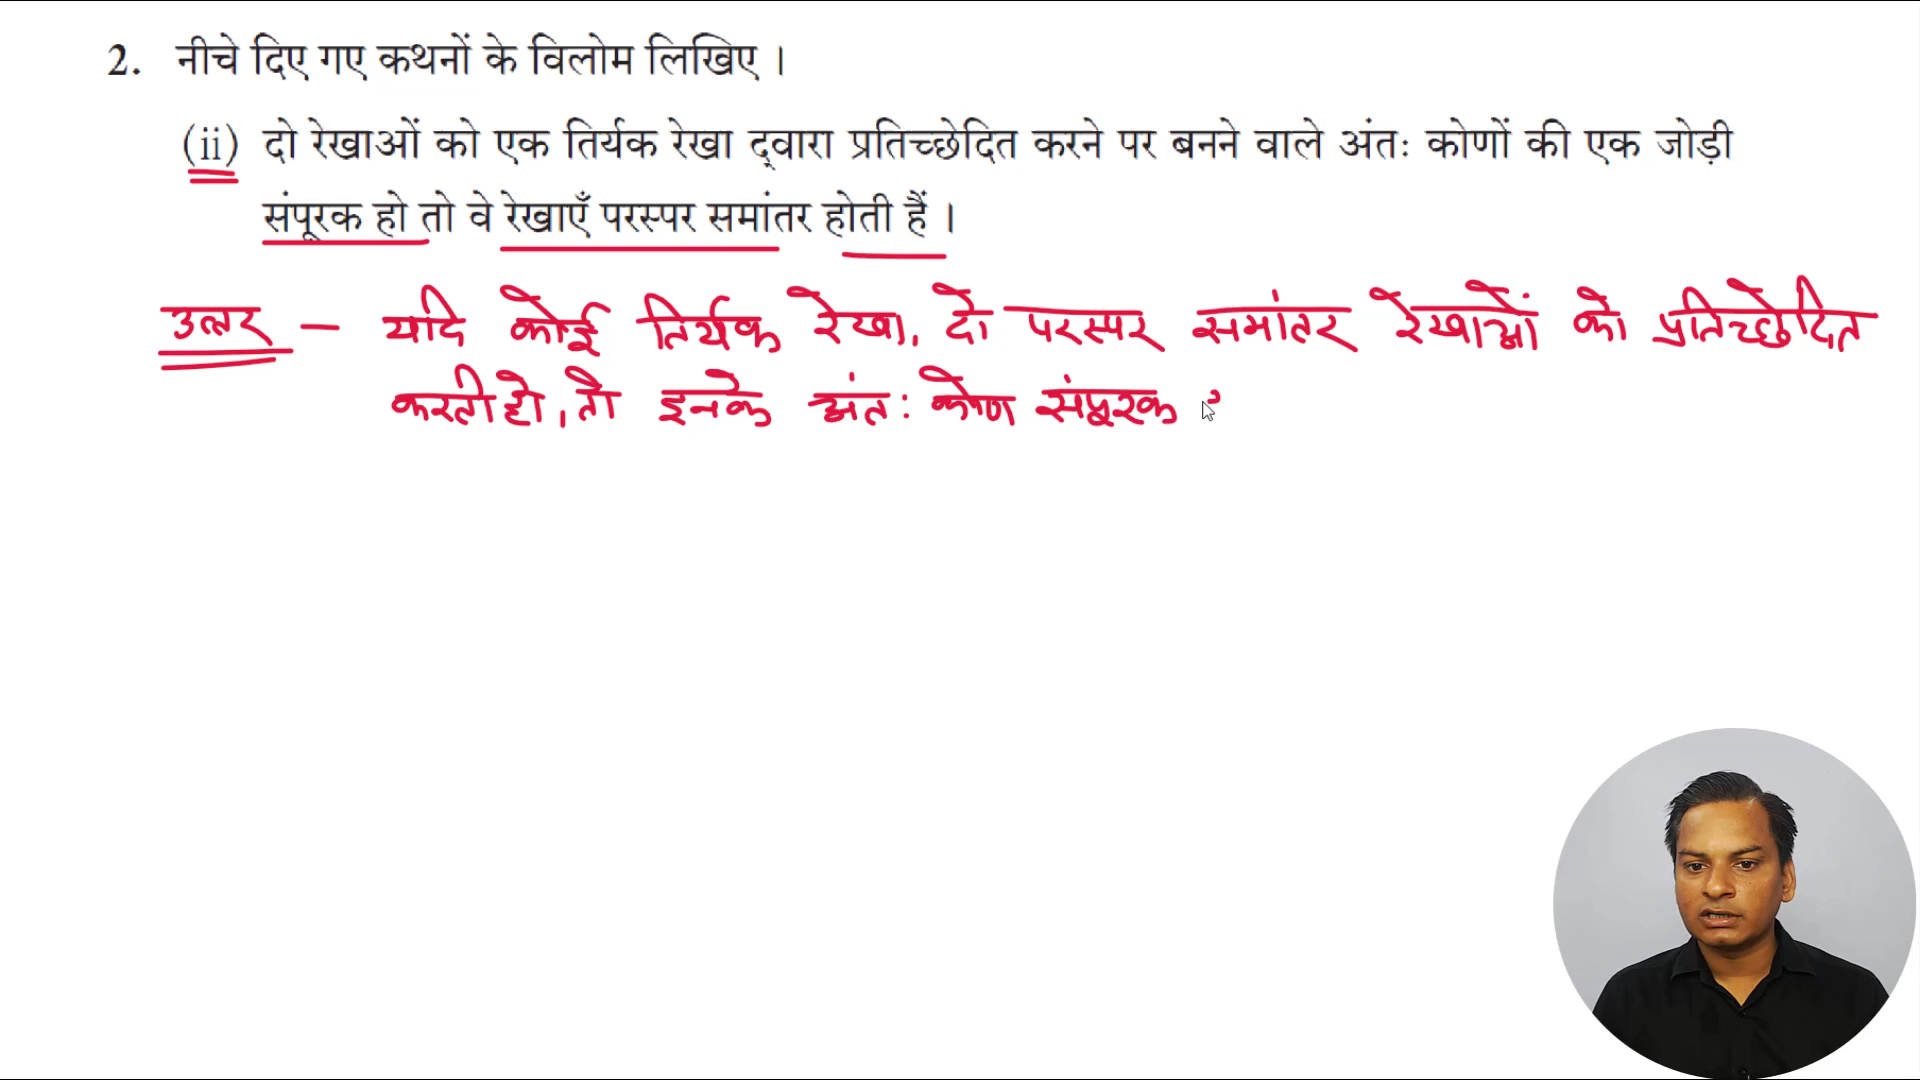 2. नीचे दिए गए कथनों के विलोम लिखिए ।
(ii) दो रेखाओं को एक तिर्यक रेखा द्वारा प्रतिच्छेदित करने पर बनने वाले अंतः कोणों की एक जोड़ी
संपूरक हो तो वे रेखाएँ परस्पर समांतर होती हैं ।
उत्तर – यदि कोई तिर्यक रेखा, दो परस्पर समांतर रेखाओं को प्रतिच्छेदित
करती हो, तो इनके अंतः कोण संपूरक